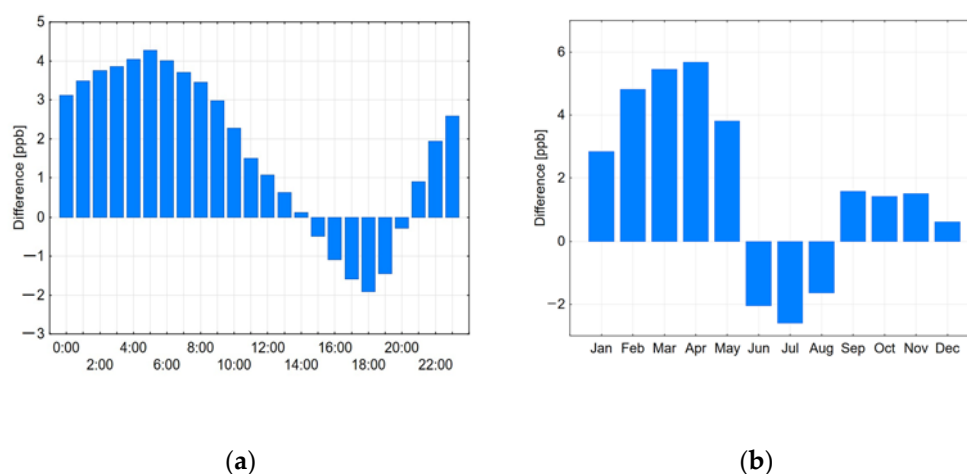 5
4
3
2
1
0
−1
−2
−3
Difference [ppb]
0:00 4:00 8:00 12:00 16:00 20:00
2:00 6:00 10:00 14:00 18:00 22:00
(a)
6
4
2
0
−2
Difference [ppb]
Jan Feb Mar Apr May Jun Jul Aug Sep Oct Nov Dec
(b)